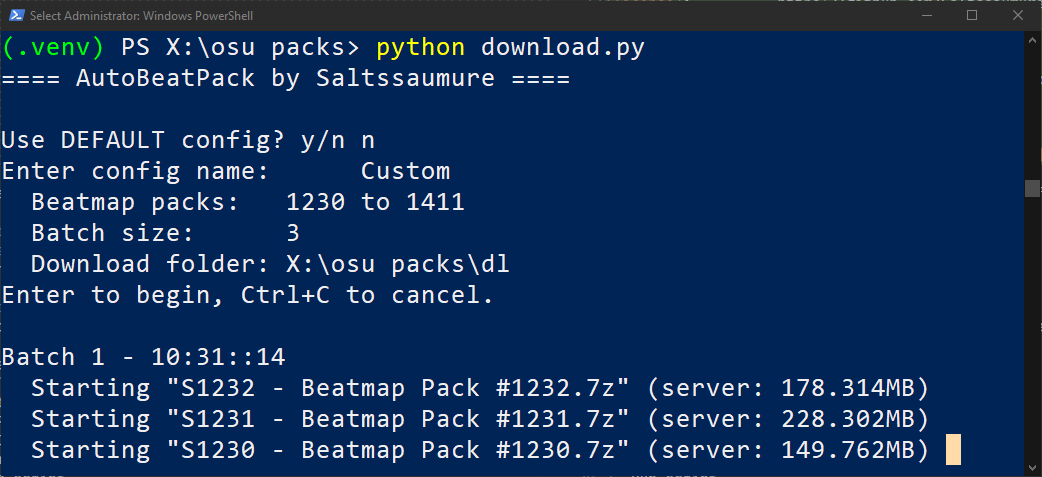 Select Administrator: Windows PowerShell
(.venv) PS X:\osu packs> python download.py
==== AutoBeatPack by Saltssaumure ====
Use DEFAULT config? y/n n
Enter config name:      Custom
  Beatmap packs:   1230 to 1411
  Batch size:      3
  Download folder: X:\osu packs\dl
Enter to begin, Ctrl+C to cancel.
Batch 1 - 10:31::14
  Starting "S1232 - Beatmap Pack #1232.7z" (server: 178.314MB)
  Starting "S1231 - Beatmap Pack #1231.7z" (server: 228.302MB)
  Starting "S1230 - Beatmap Pack #1230.7z" (server: 149.762MB)